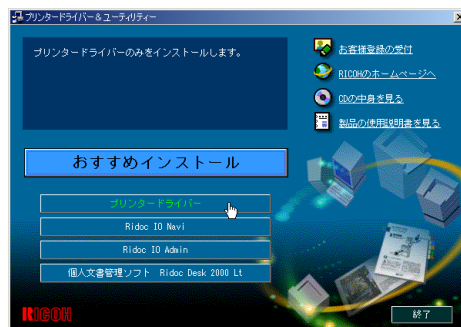 プリンタードライバー＆ユーティリティー
プリンタードライバーのみをインストールします。
お客様登録の受付
RICOHのホームページへ
CDの中身を見る
製品の使用説明書を見る
おすすめインストール
プリンタードライバー
Ridoc IO Navi
Ridoc IO Admin
個人文書管理ソフト Ridoc Desk 2000 Lt
RICOH
終了